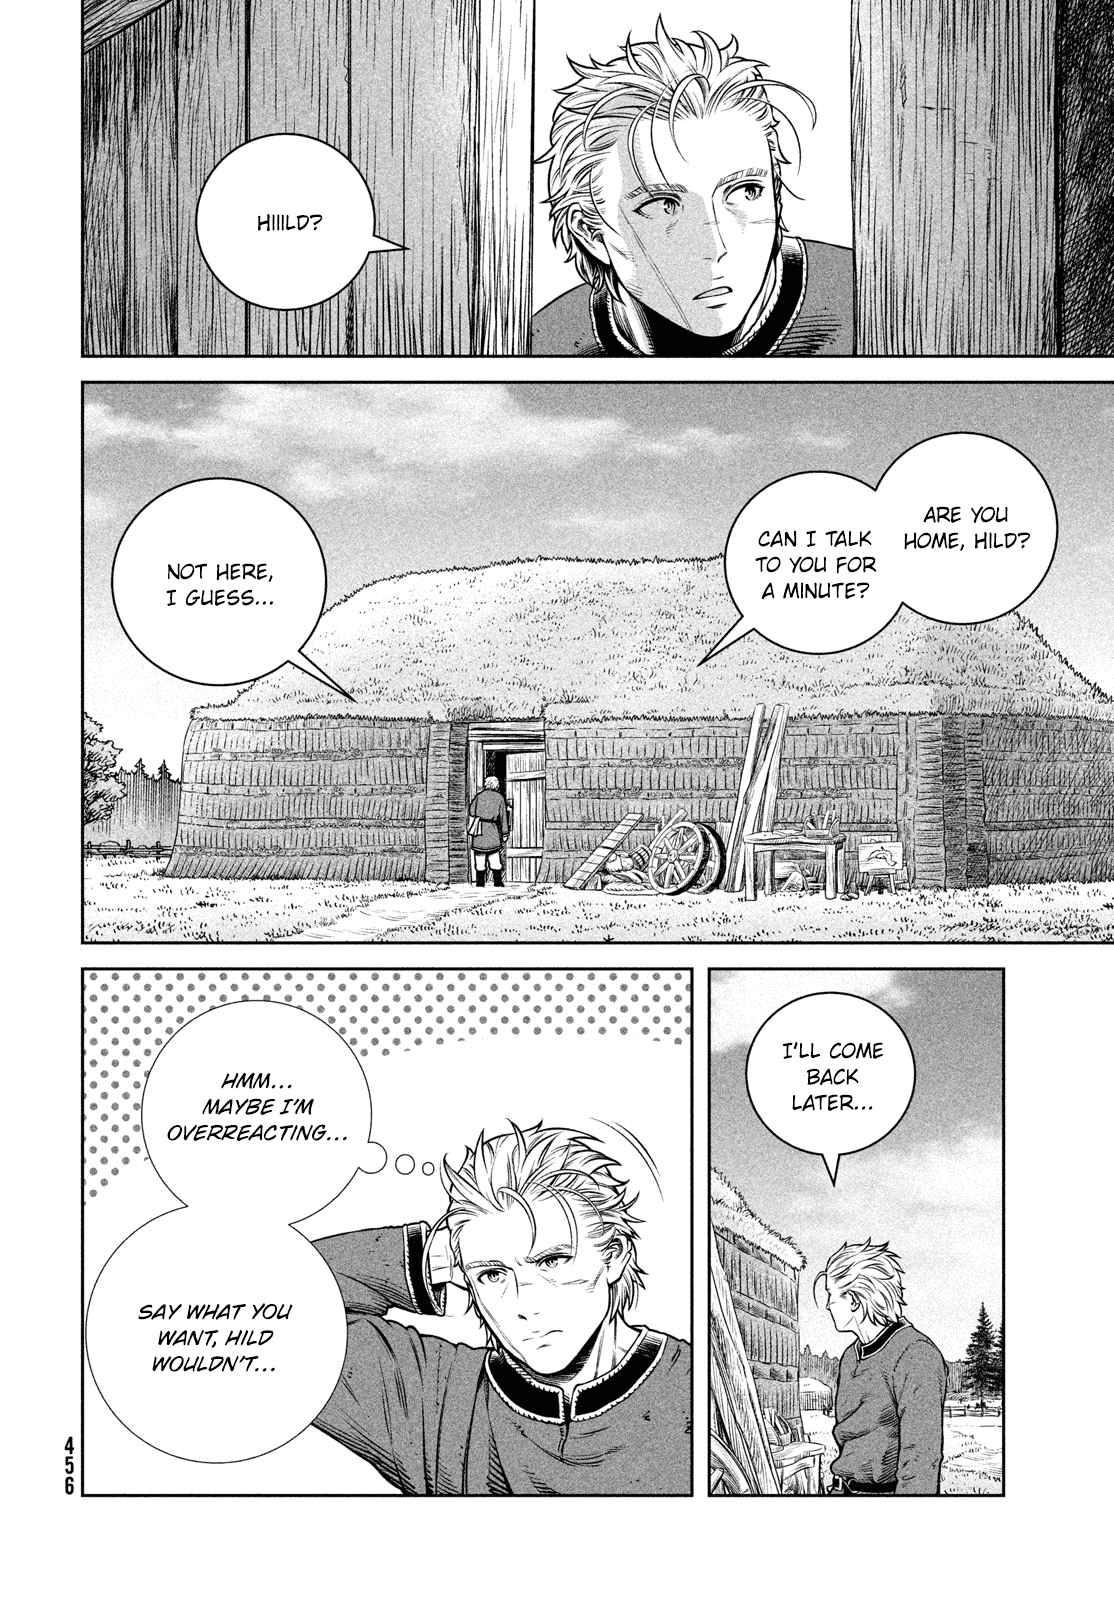 HIIILD?
ARE YOU
HOME, HILD?
CAN I TALK
TO YOU FOR
A MINUTE?
NOT HERE,
I GUESS...
I'LL COME
BACK
LATER...
HMM...
MAYBE I'M
OVERREACTING...
SAY WHAT YOU
WANT, HILD
WOULDN'T...
456